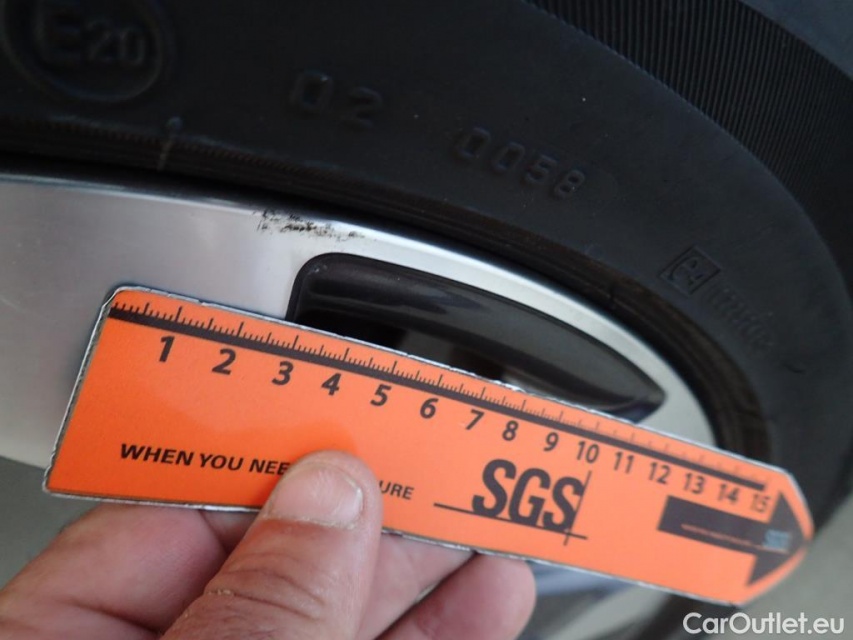 E20
02
0058
1 2 3 4 5 6 7 8 9 10 11 12 13 14 15
WHEN YOU NEE
URE
SGS
CarOutlet.eu